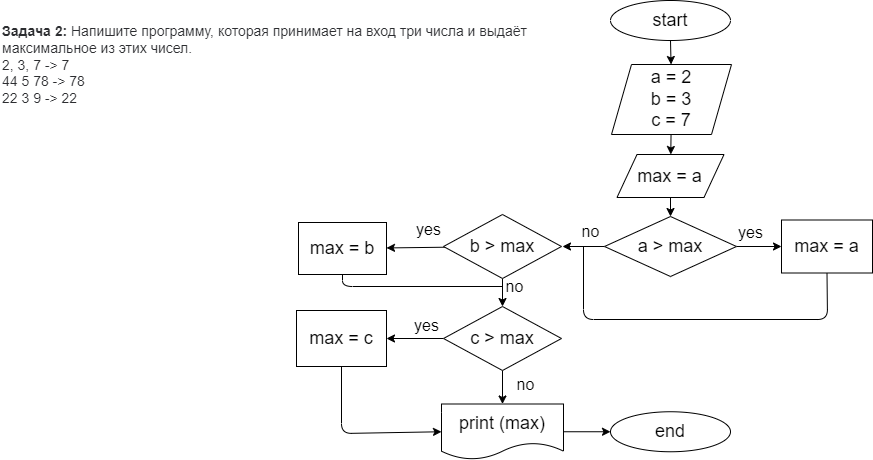 Задача 2: Напишите программу, которая принимает на вход три числа и выдаёт
максимальное из этих чисел.
2, 3, 7 -> 7
44 5 78 -> 78
22 3 9 -> 22
start
a = 2
b = 3
c = 7
max = a
a > max
yes
max = a
no
b > max
yes
max = b
no
c > max
yes
max = c
no
print (max)
end